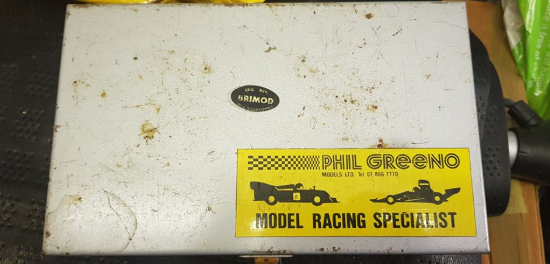 BRIMOD
PHIL GREENO
MODELS LTD Tel 01 866 7770
MODEL RACING SPECIALIST